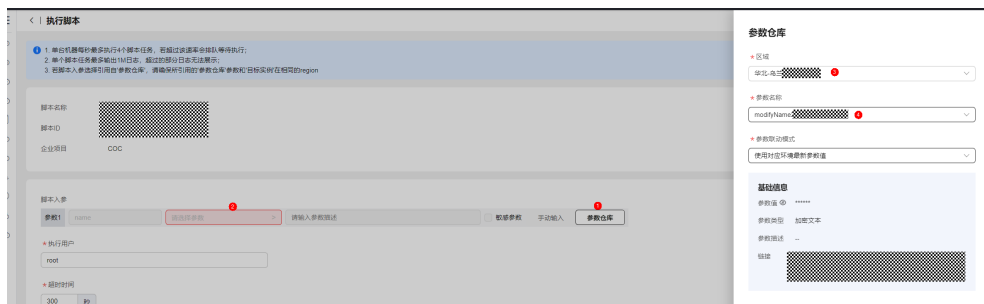 < | 执行脚本
1. 单台机器每秒最多执行4个脚本任务，若超过该速率会排队等待执行；
2. 单个脚本任务最多输出1M日志，超过的部分日志无法展示；
3. 若脚本入参选择引用自'参数仓库'，请确保所引用的'参数仓库'参数和'目标实例'在相同的region
脚本名称
脚本ID
企业项目 COC
脚本入参
参数1 name 请选择参数 2 请输入参数描述 敏感参数 手动输入 1 参数仓库
* 执行用户
root
* 超时时间
300 秒
参数仓库
* 区域
华北-乌兰 3
* 参数名称
modifyName 4
* 参数联动模式
使用对应环境最新参数值
基础信息
参数值 ******
参数类型 加密文本
参数描述 --
链接